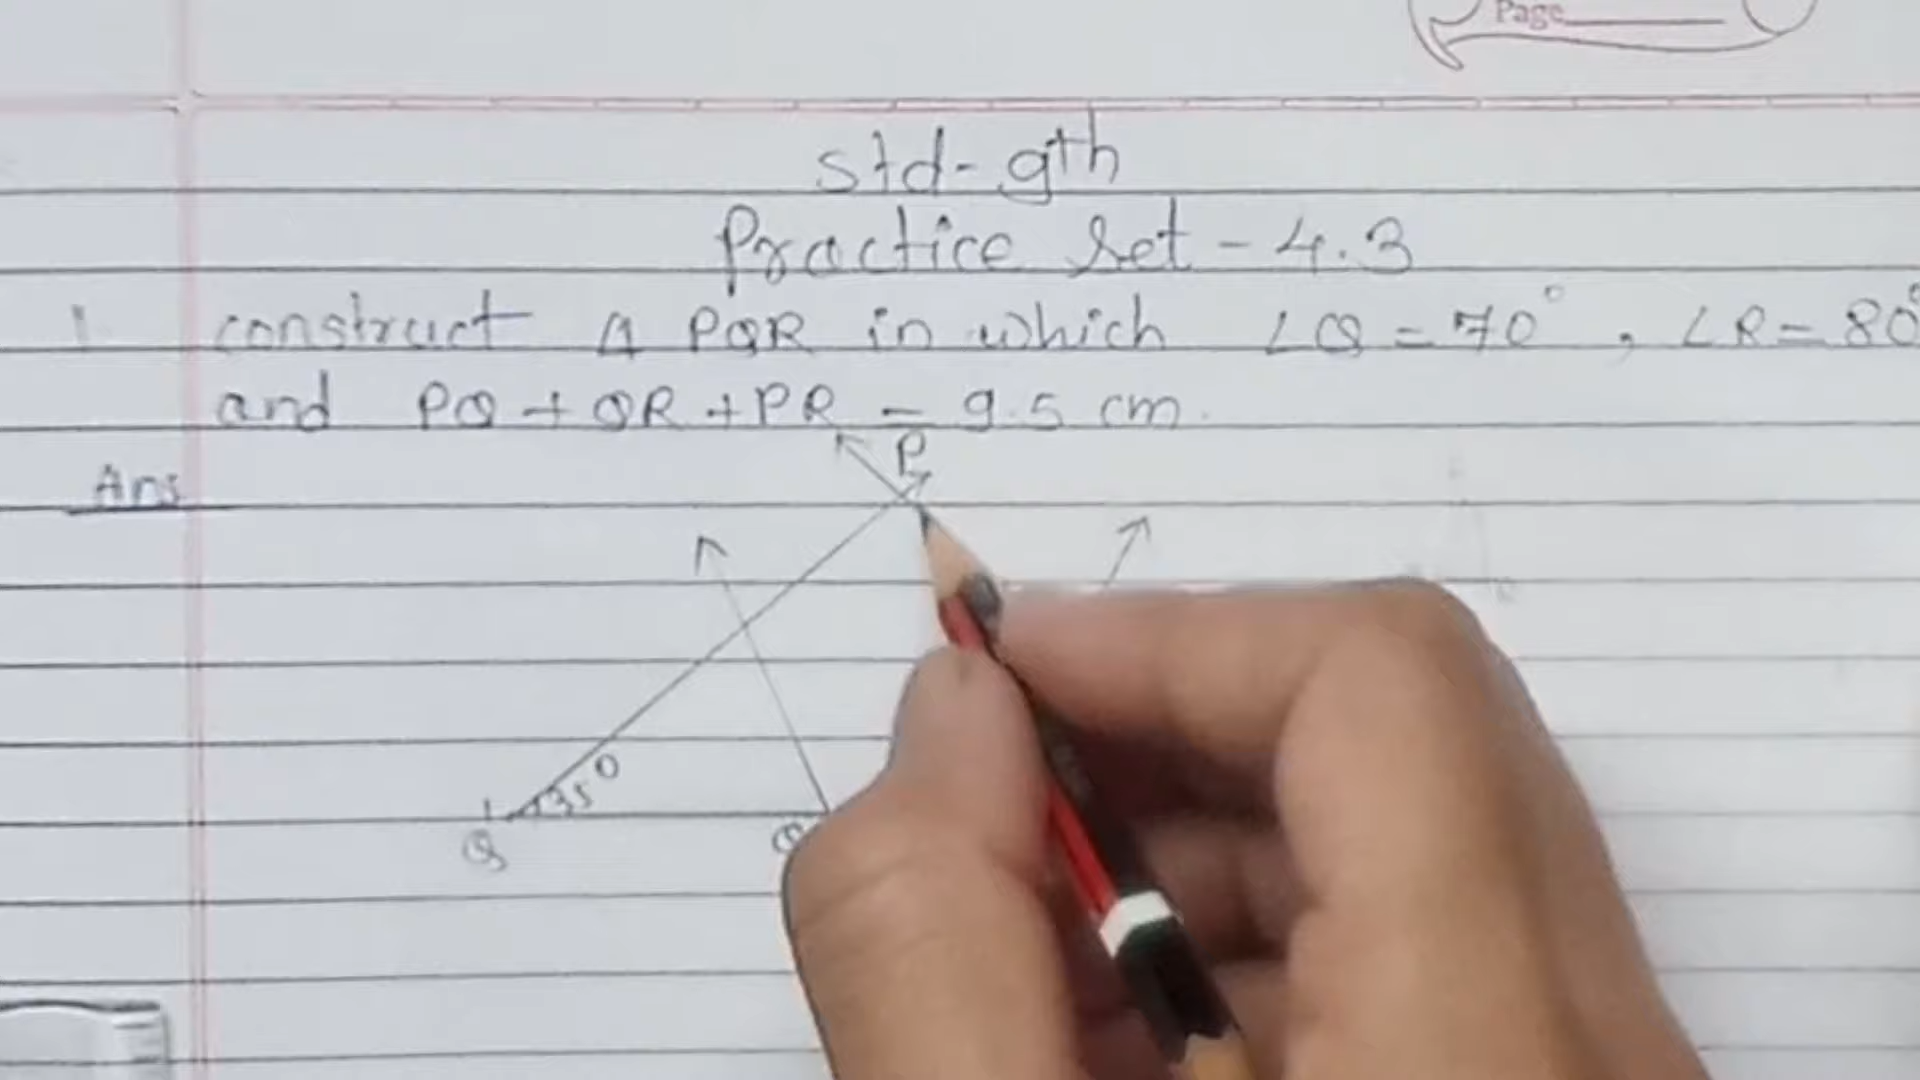 Page
Std- 9th
Practice Set - 4.3
1. construct Δ PQR in which ∠Q = 70°, ∠R = 80°
and PQ + QR + PR = 9.5 cm.
Ans
P
35°
Q
Q